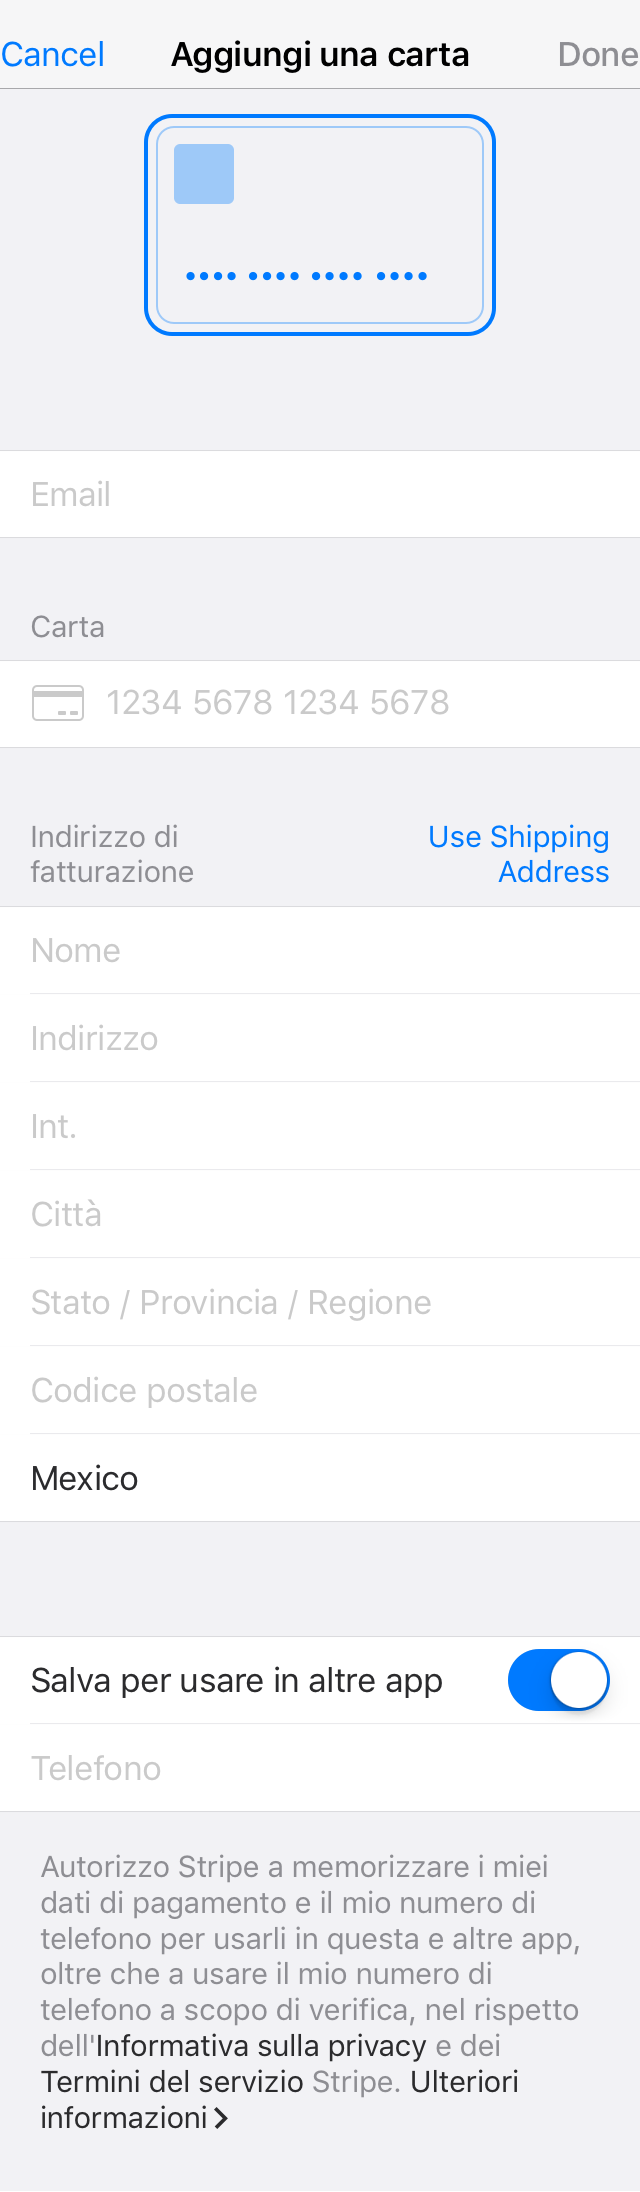 Cancel Aggiungi una carta Done
•••• •••• •••• ••••
Email
Carta
1234 5678 1234 5678
Indirizzo di
fatturazione
Use Shipping
Address
Nome
Indirizzo
Int.
Città
Stato / Provincia / Regione
Codice postale
Mexico
Salva per usare in altre app
Telefono
Autorizzo Stripe a memorizzare i miei
dati di pagamento e il mio numero di
telefono per usarli in questa e altre app,
oltre che a usare il mio numero di
telefono a scopo di verifica, nel rispetto
dell'Informativa sulla privacy e dei
Termini del servizio Stripe. Ulteriori
informazioni